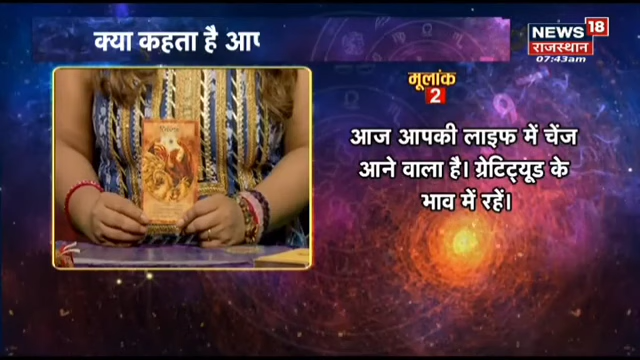 क्या कहता है आप
NEWS 18
राजस्थान
07:43am
मूलांक
2
आज आपकी लाइफ में चेंज
आने वाला है। ग्रेटिट्यूड के
भाव में रहें।